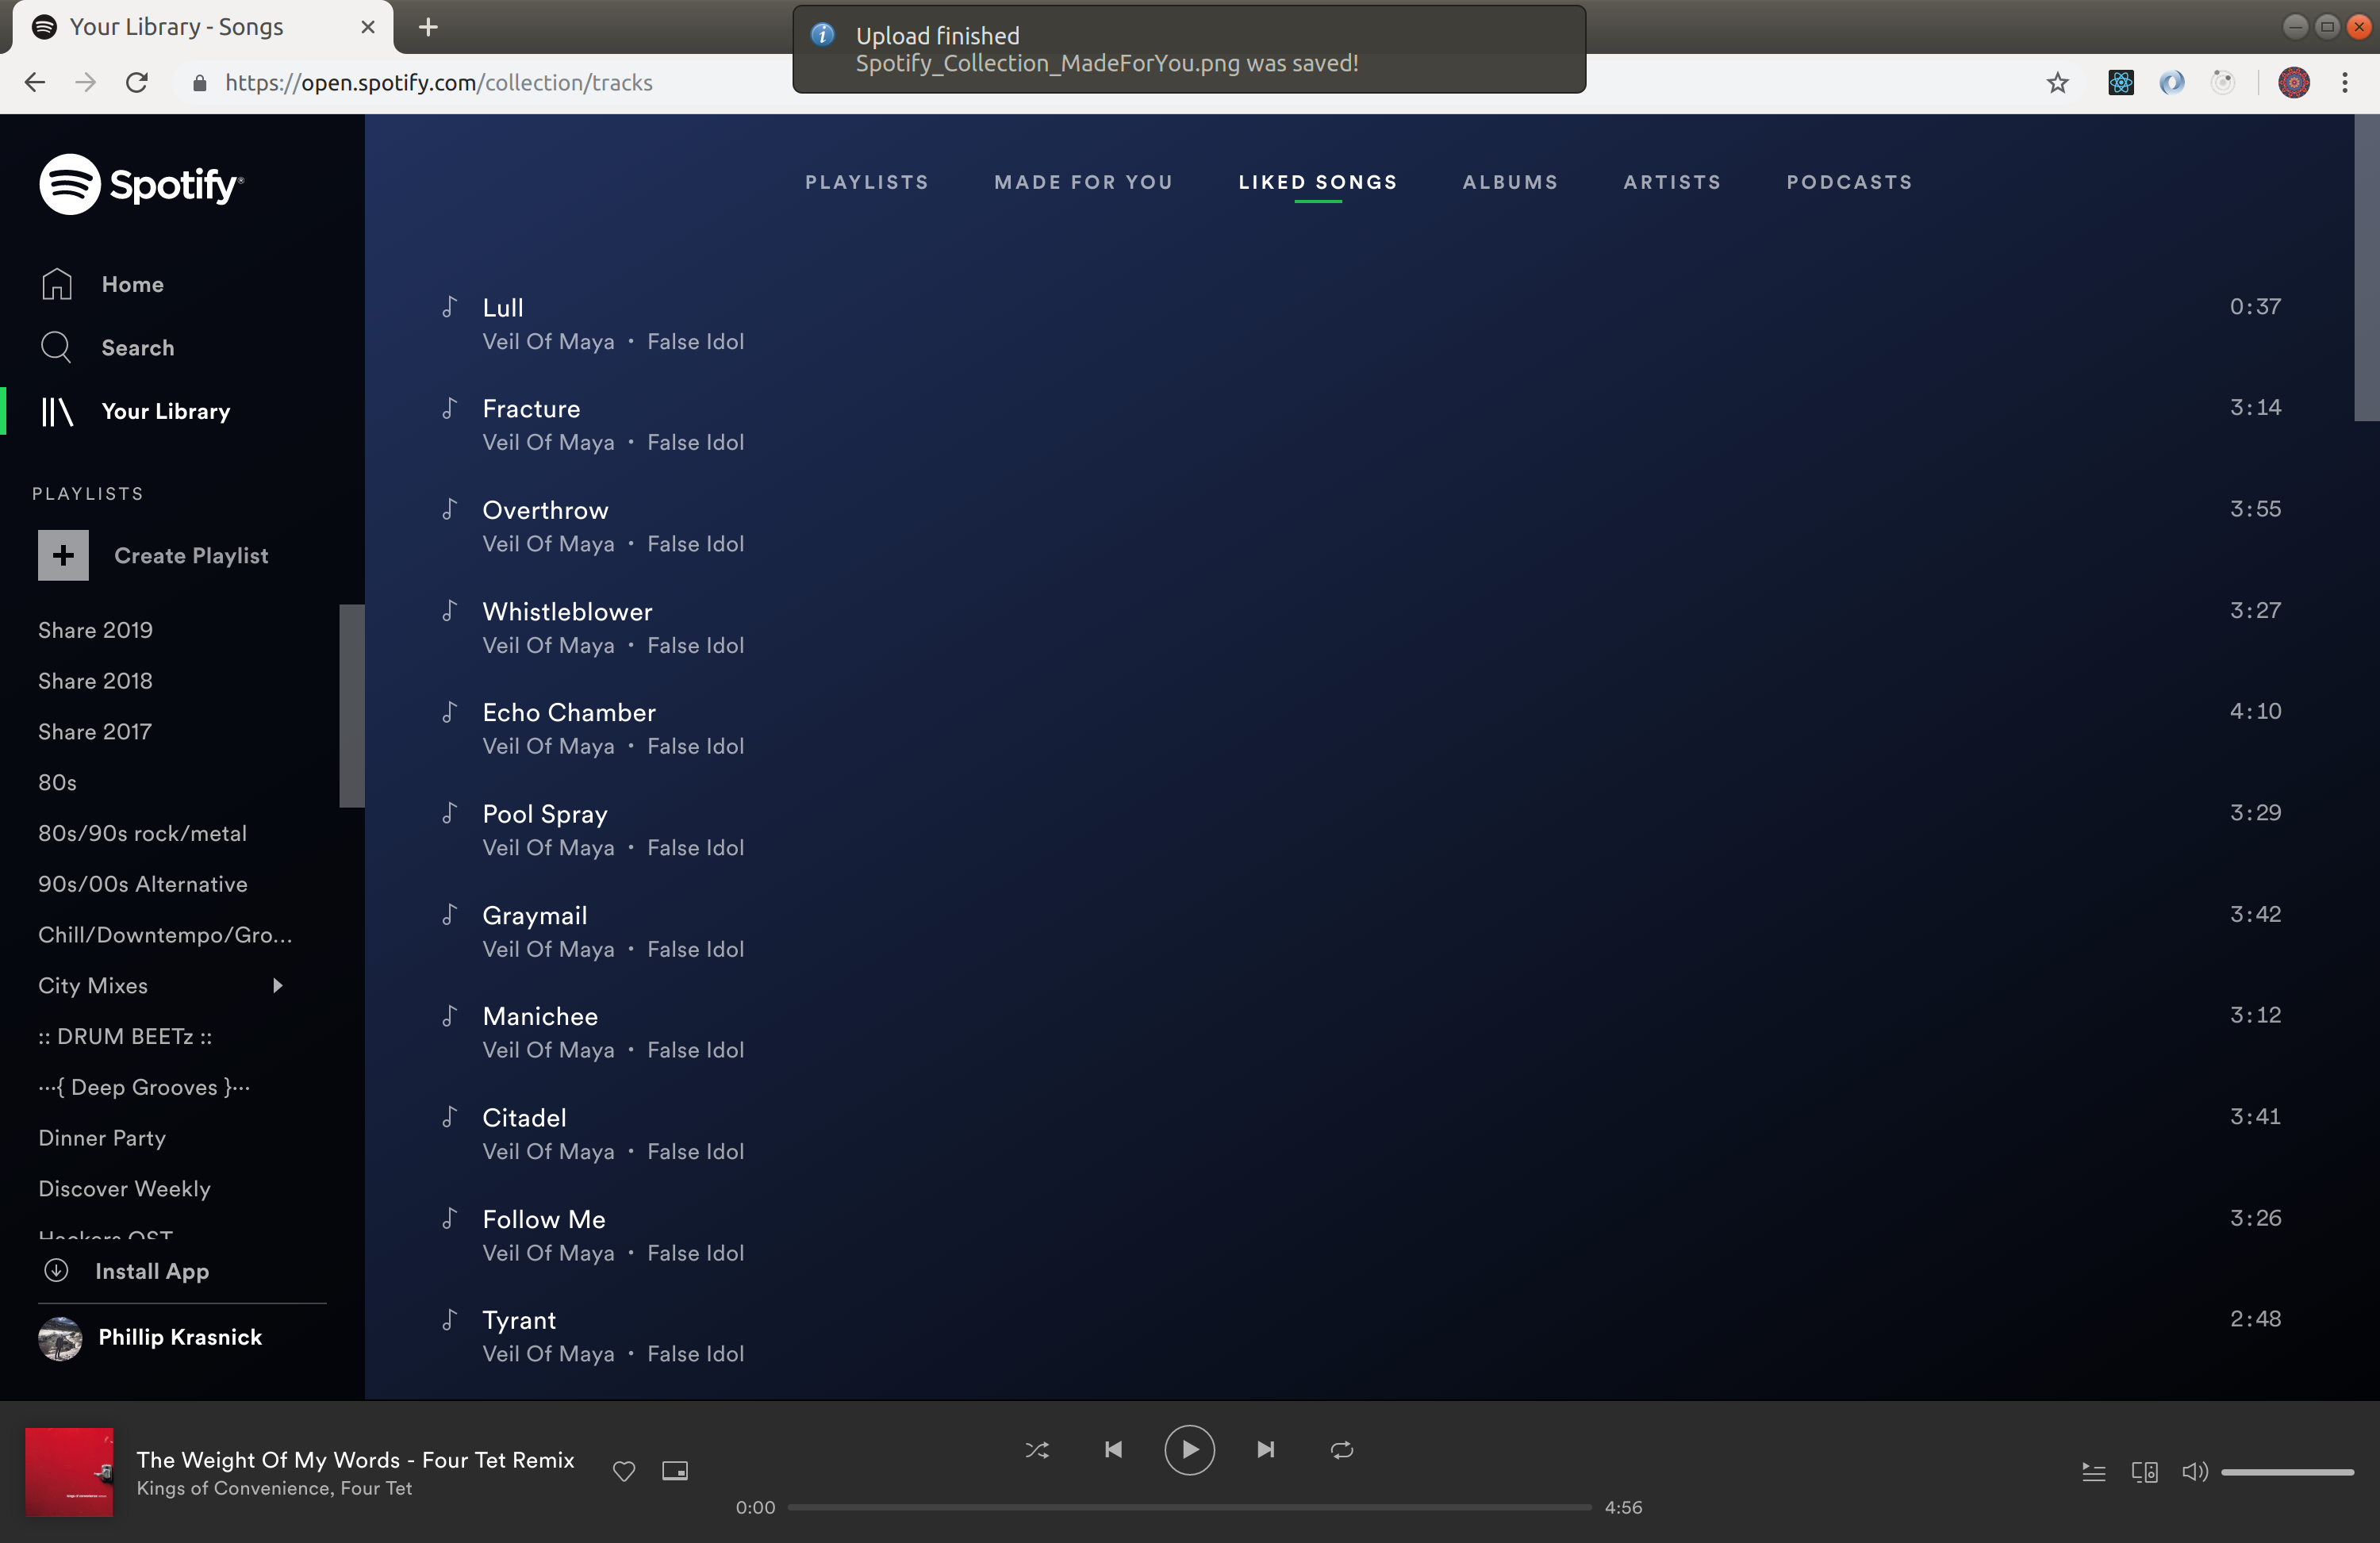 Your Library - Songs
Upload finished
Spotify_Collection_MadeForYou.png was saved!
https://open.spotify.com/collection/tracks
Spotify®
Home
Search
Your Library
PLAYLISTS
Create Playlist
Share 2019
Share 2018
Share 2017
80s
80s/90s rock/metal
90s/00s Alternative
Chill/Downtempo/Gro...
City Mixes
:: DRUM BEETz ::
···{ Deep Grooves }···
Dinner Party
Discover Weekly
Hackers OST
Install App
Phillip Krasnick
PLAYLISTS MADE FOR YOU LIKED SONGS ALBUMS ARTISTS PODCASTS
Lull 0:37
Veil Of Maya • False Idol
Fracture 3:14
Veil Of Maya • False Idol
Overthrow 3:55
Veil Of Maya • False Idol
Whistleblower 3:27
Veil Of Maya • False Idol
Echo Chamber 4:10
Veil Of Maya • False Idol
Pool Spray 3:29
Veil Of Maya • False Idol
Graymail 3:42
Veil Of Maya • False Idol
Manichee 3:12
Veil Of Maya • False Idol
Citadel 3:41
Veil Of Maya • False Idol
Follow Me 3:26
Veil Of Maya • False Idol
Tyrant 2:48
Veil Of Maya • False Idol
The Weight Of My Words - Four Tet Remix
Kings of Convenience, Four Tet
0:00 4:56